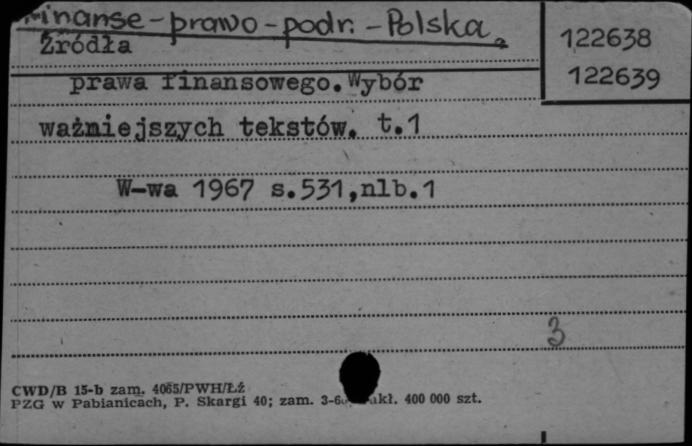 Finanse - prawo - podr. - Polska
Źródła
122638
prawa finansowego. Wybór
122639
ważniejszych tekstów. t.1
W-wa 1967 s.531,nlb.1
3
CWD/B 15-b zam. 4065/PWH/ŁŹ
PZG w Pabianicach, P. Skargi 40; zam. 400 000 szt.